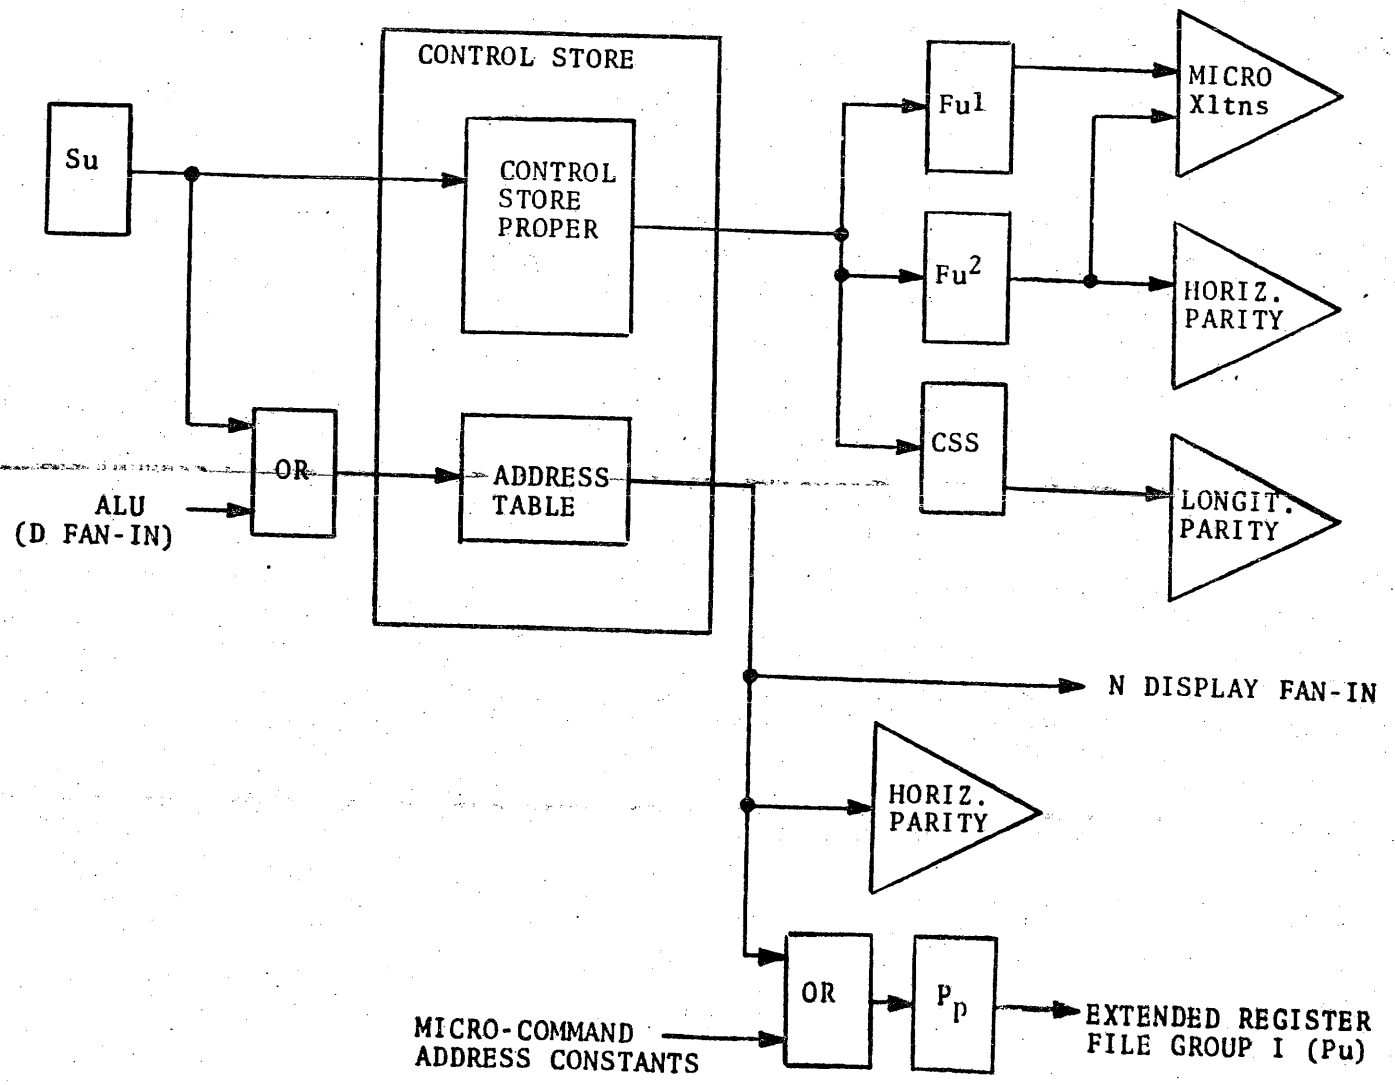 CONTROL STORE
Su
CONTROL
STORE
PROPER
Fu1
MICRO
Xltns
Fu2
HORIZ.
PARITY
CSS
LONGIT.
PARITY
OR
ALU
(D FAN-IN)
ADDRESS
TABLE
N DISPLAY FAN-IN
HORIZ.
PARITY
OR
Pp
MICRO-COMMAND
ADDRESS CONSTANTS
EXTENDED REGISTER
FILE GROUP I (Pu)